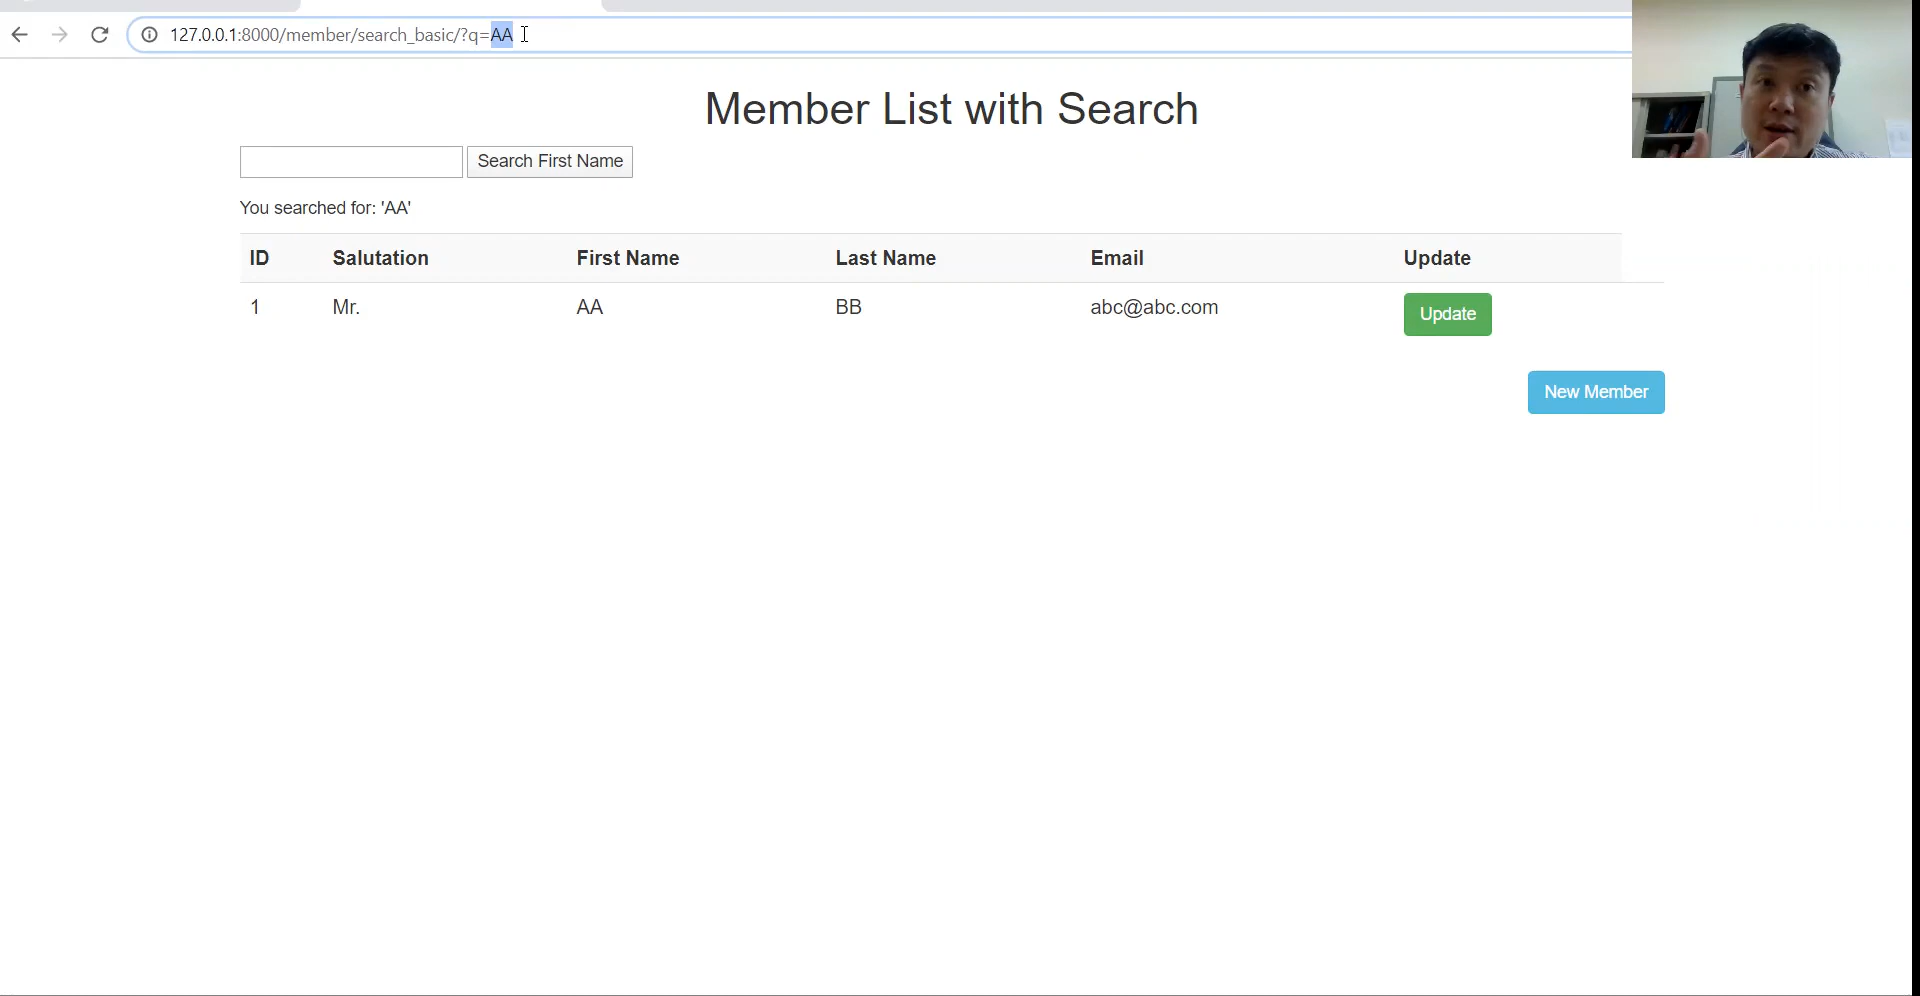 127.0.0.1:8000/member/search_basic/?q=AA
Member List with Search
Search First Name
You searched for: 'AA'
ID Salutation First Name Last Name Email Update
1 Mr. AA BB abc@abc.com Update
New Member